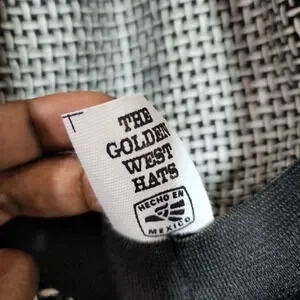 THE
GOLDEN
WEST
HATS
HECHO EN
MEXICO